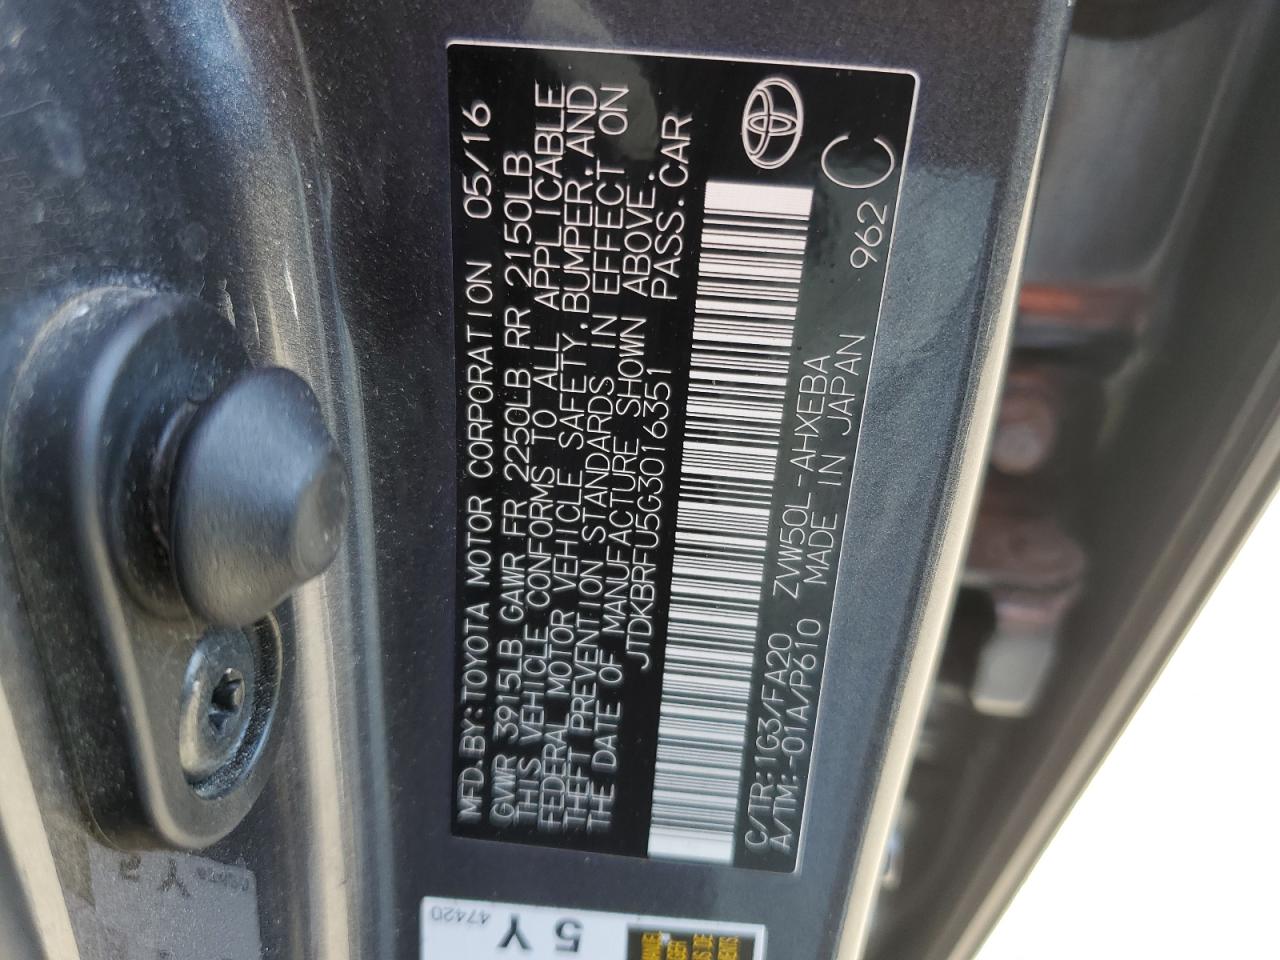 MFD.BY:TOYOTA MOTOR CORPORATION 05/16
GVWR 3915LB GAWR FR 2250LB RR 2150LB
THIS VEHICLE CONFORMS TO ALL APPLICABLE
FEDERAL MOTOR VEHICLE SAFETY.BUMPER.AND
THEFT PREVENTION STANDARDS IN EFFECT ON
THE DATE OF MANUFACTURE SHOWN ABOVE.
JTDKBRFU5G3016351 PASS.CAR
C/TR:1G3/FA20 ZVW50L-AHXEBA
A/TM:-01A/P610 MADE IN JAPAN 962 C
5 Y
47420